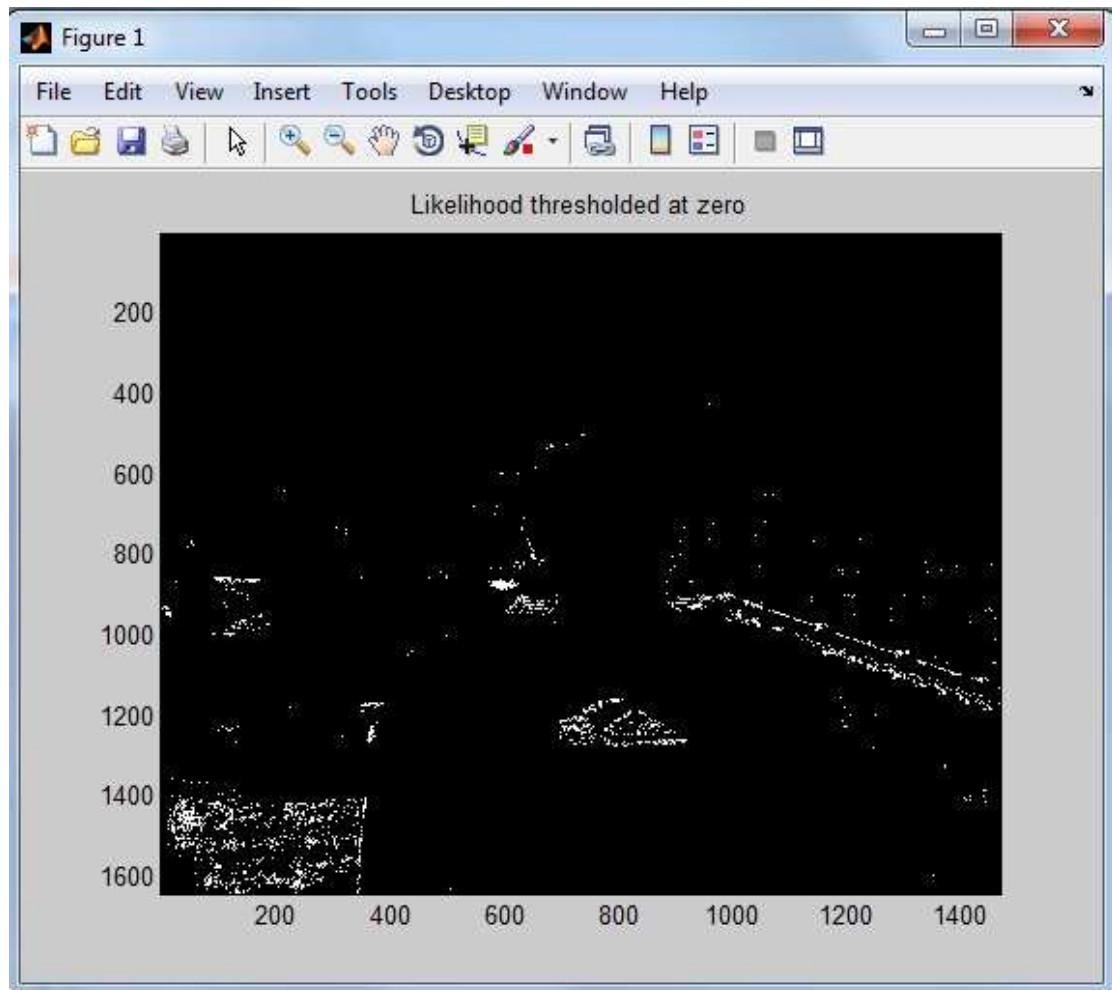 Figure 1
File Edit View Insert Tools Desktop Window Help
Likelihood thresholded at zero
200
400
600
800
1000
1200
1400
1600
200 400 600 800 1000 1200 1400